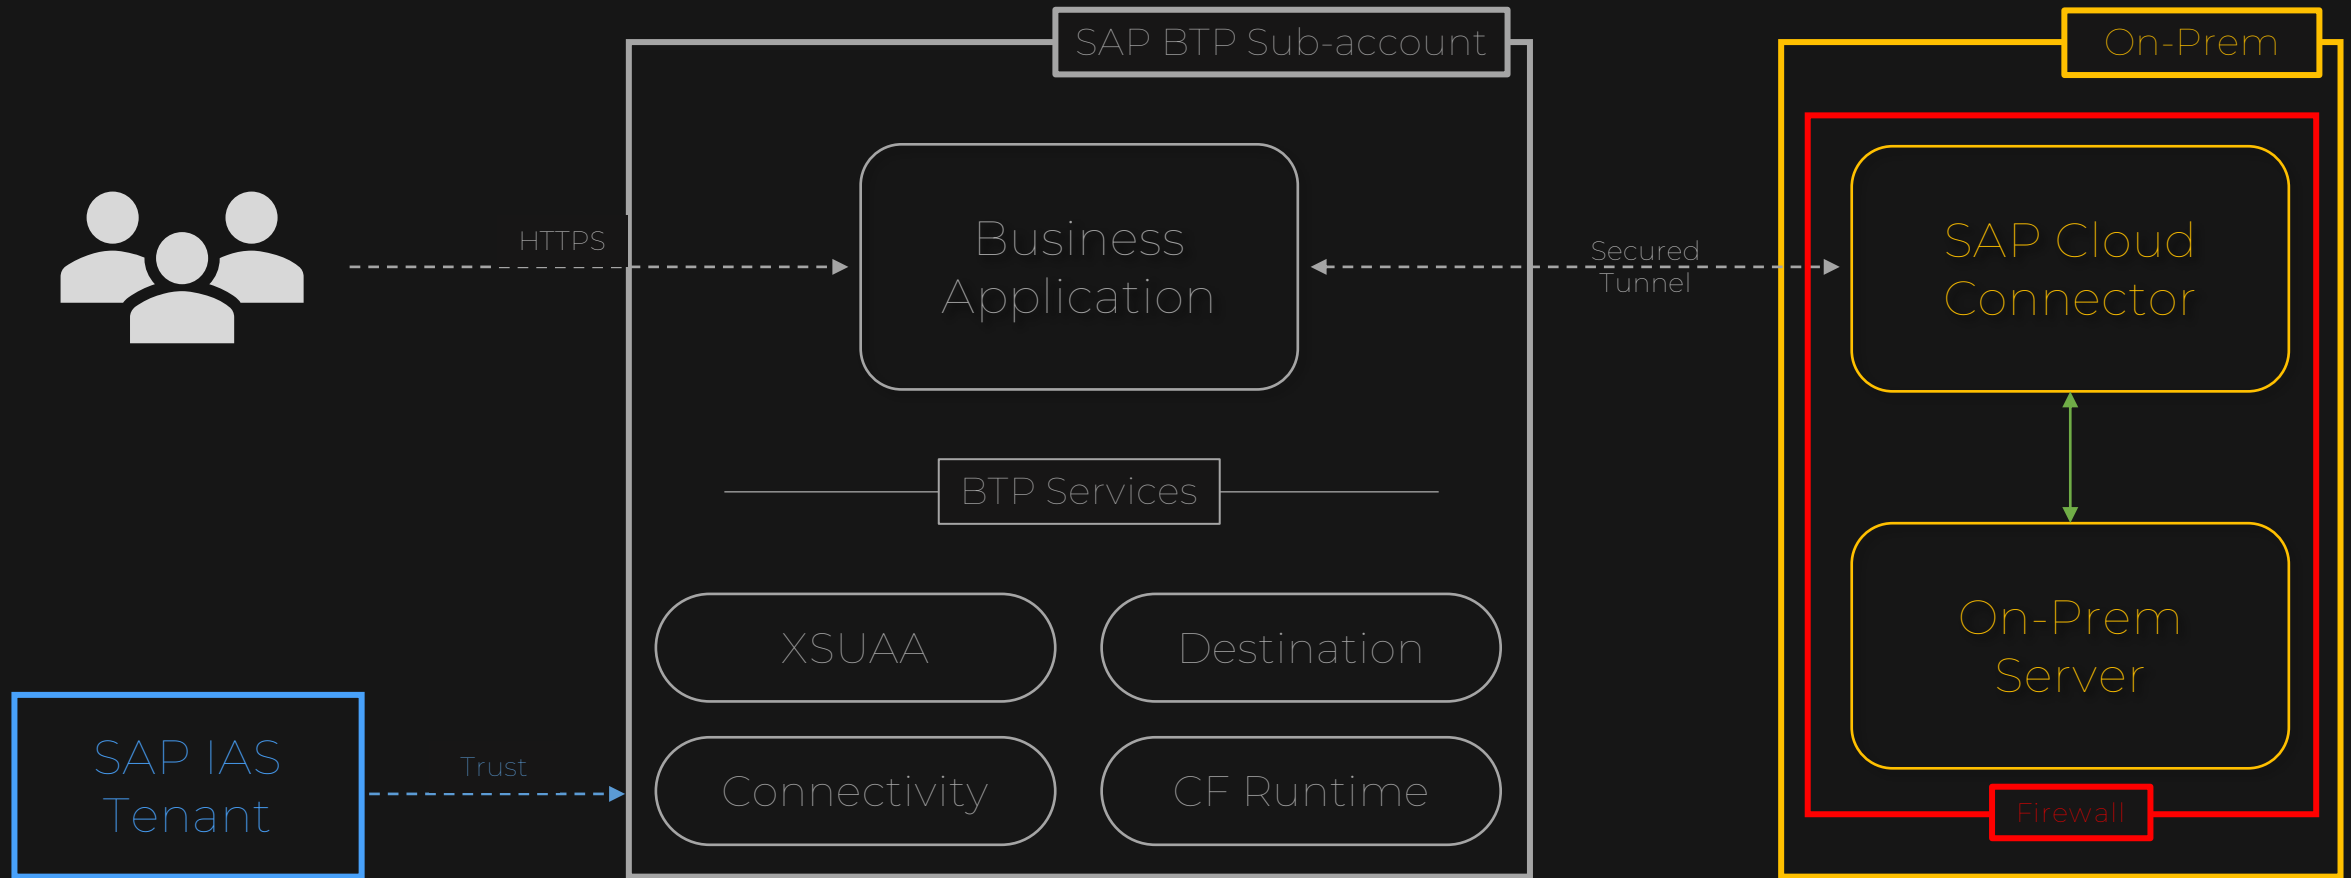 SAP BTP Sub-account
On-Prem
HTTPS
Business
Application
Secured
Tunnel
SAP Cloud
Connector
BTP Services
XSUAA
Destination
On-Prem
Server
SAP IAS
Tenant
Trust
Connectivity
CF Runtime
Firewall